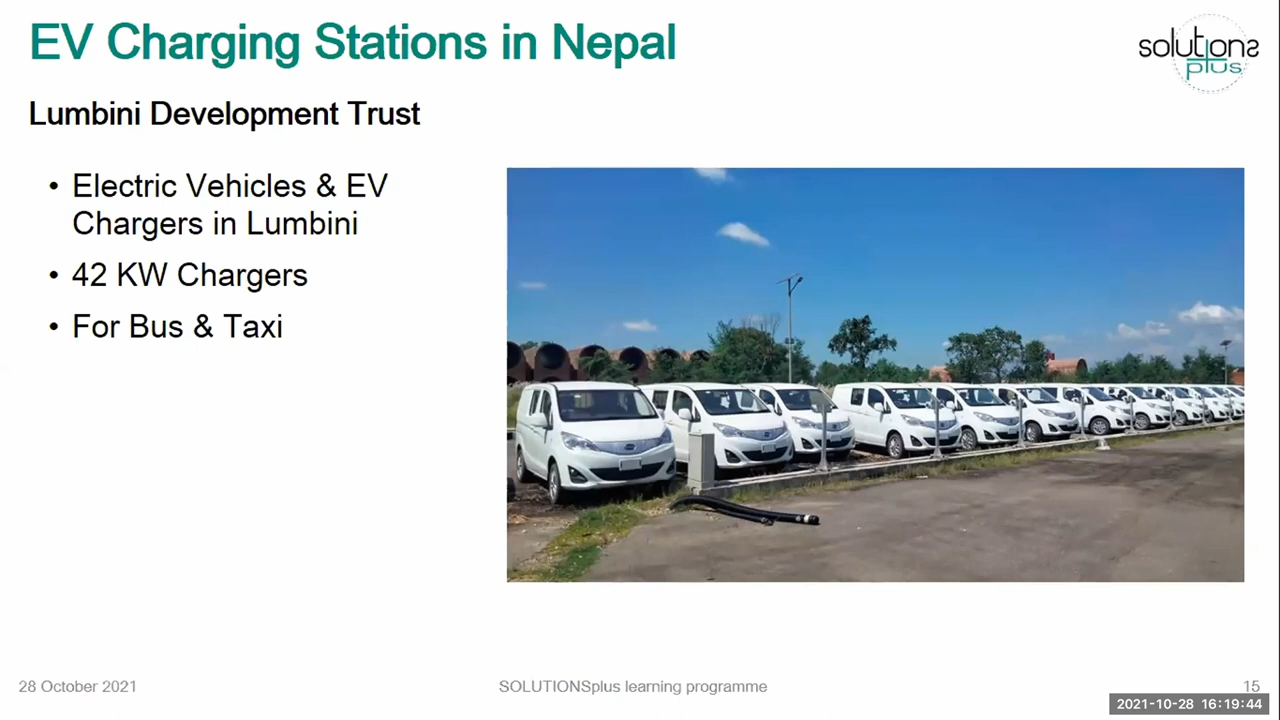 EV Charging Stations in Nepal
solutions
plus
Lumbini Development Trust
• Electric Vehicles & EV
Chargers in Lumbini
• 42 KW Chargers
• For Bus & Taxi
28 October 2021
SOLUTIONSplus learning programme
15
2021-10-28 16:19:44